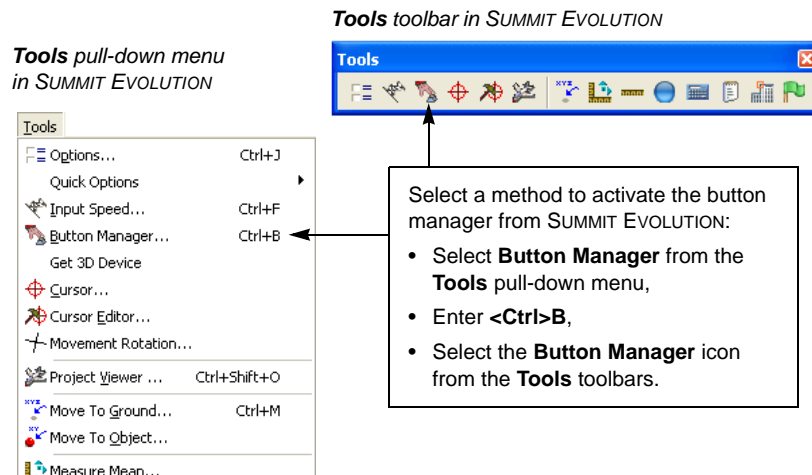 Tools toolbar in SUMMIT EVOLUTION
Tools pull-down menu
in SUMMIT EVOLUTION
Tools
XYZ
Tools
Options... Ctrl+J
Quick Options
Input Speed... Ctrl+F
Button Manager... Ctrl+B
Get 3D Device
Cursor...
Cursor Editor...
Movement Rotation...
Project Viewer ... Ctrl+Shift+O
XYZ
Move To Ground... Ctrl+M
Move To Object...
Measure Mean...
Select a method to activate the button
manager from SUMMIT EVOLUTION:
• Select Button Manager from the
Tools pull-down menu,
• Enter <Ctrl>B,
• Select the Button Manager icon
from the Tools toolbars.